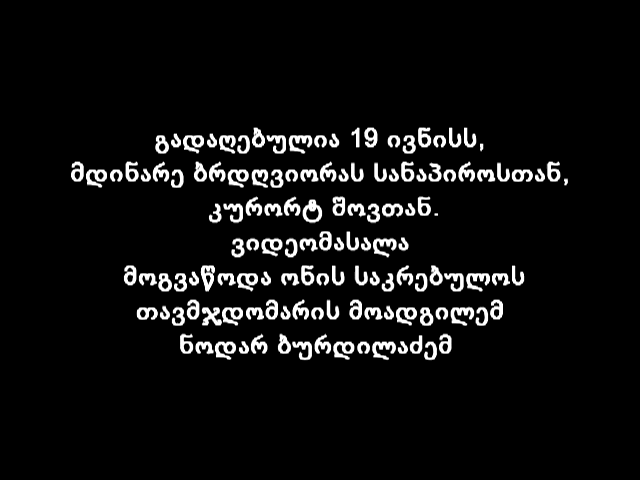 გადაღებულია 19 ივნისს,
მდინარე ბრდღვიორას სანაპიროსთან,
კურორტ შოვთან.
ვიდეომასალა
მოგვაწოდა ონის საკრებულოს
თავმჯდომარის მოადგილემ
ნოდარ ბურდილაძემ